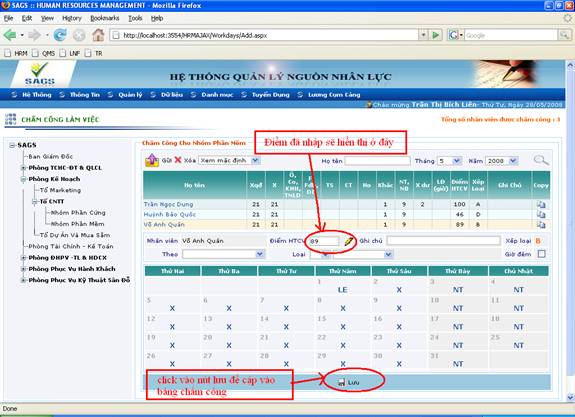 SAGS :: HUMAN RESOURCES MANAGEMENT - Mozilla Firefox
File Edit View History Bookmarks Tools Help
http://localhost:3554/HRMAJAX/Workdays/Add.aspx
Google
HRM QMS LNF TR
SAGS
HỆ THỐNG QUẢN LÝ NGUỒN NHÂN LỰC
Hệ Thống Thông Tin Quản lý Dữ liệu Danh mục Tuyển Dụng Lương Cụm Cảng
Chào mừng Trần Thị Bích Liên- Thứ Tư, Ngày 28/05/2008
CHẤM CÔNG LÀM VIỆC
Tổng số nhân viên được chấm công : 3
SAGS
Ban Giám Đốc
Phòng TCHC-ĐT & QLCL
Phòng Kế Hoạch
Tổ Marketing
Tổ CNTT
Nhóm Phần Cứng
Nhóm Phần Mềm
Tổ Dự Án Và Mua Sắm
Phòng Tài Chính - Kế Toán
Phòng ĐHPV -TL & HDCX
Phòng Phục Vụ Hành Khách
Phòng Phục Vụ Kỹ Thuật Sân Đỗ
Chấm Công Cho Nhóm Phần Mềm
Điểm đã nhập sẽ hiển thị ở đây
Gửi Xóa Xem mặc định Họ tên Tháng 5 Năm 2008
Họ tên Xqđ X Ô, Co, KHH, TNLD TS CT Họ Khác NT, NB X dư LĐ (giờ) Điểm HTCV Xếp Loại Ghi Chú Copy
Trần Ngọc Dung 21 21 1 9 2 100 A
Huỳnh Bảo Quốc 21 21 1 9 46 D
Võ Anh Quân 21 21 1 9 89 B
Nhân viên Võ Anh Quân Điểm HTCV 89 Ghi chú Xếp loại B
Theo Loại Giờ đêm
Thứ Hai Thứ Ba Thứ Tư Thứ Năm Thứ Sáu Thứ Bảy Chủ Nhật
1 2 3 4
LE X NT NT
5 6 7 8 9 10 11
X X X X X NT NT
12 13 14 15 16 17 18
X X X X X NT NT
19 20 21 22 23 24 25
X X X X X NT NT
26 27 28 29 30 31
X X X X X NT
click vào nút lưu để cập vào
bảng chấm công
Lưu
Done